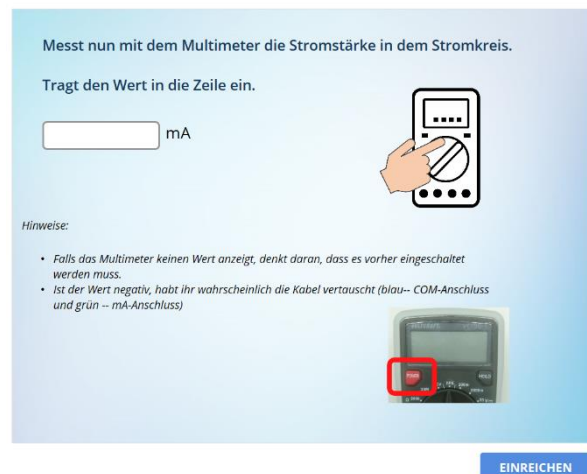 Messt nun mit dem Multimeter die Stromstärke in dem Stromkreis.
Tragt den Wert in die Zeile ein.
mA
Hinweise:
• Falls das Multimeter keinen Wert anzeigt, denkt daran, dass es vorher eingeschaltet
werden muss.
• Ist der Wert negativ, habt ihr wahrscheinlich die Kabel vertauscht (blau-- COM-Anschluss
und grün -- mA-Anschluss)
POWER
HOLD
EINREICHEN